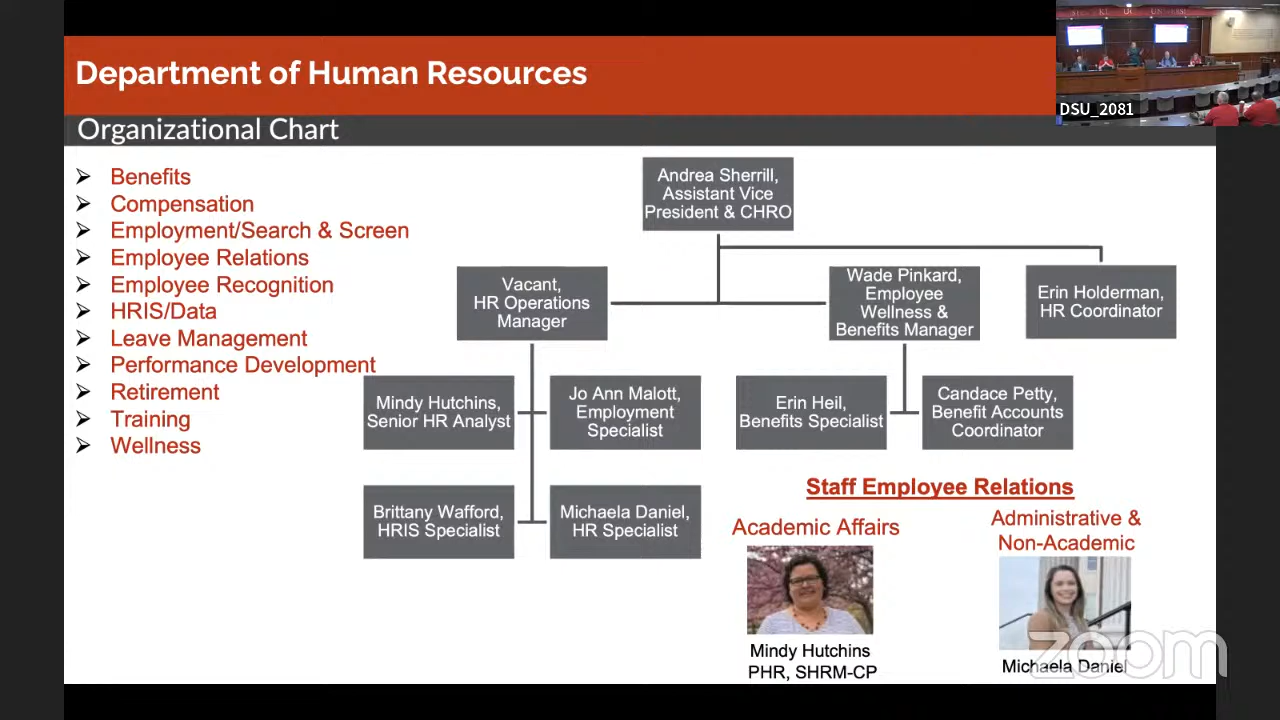 Department of Human Resources
Organizational Chart
DSU_2081
Benefits
Compensation
Employment/Search & Screen
Employee Relations
Employee Recognition
HRIS/Data
Leave Management
Performance Development
Retirement
Training
Wellness
Andrea Sherrill,
Assistant Vice
President & CHRO
Vacant,
HR Operations
Manager
Wade Pinkard,
Employee
Wellness &
Benefits Manager
Erin Holderman,
HR Coordinator
Mindy Hutchins,
Senior HR Analyst
Jo Ann Malott,
Employment
Specialist
Erin Heil,
Benefits Specialist
Candace Petty,
Benefit Accounts
Coordinator
Brittany Wafford,
HRIS Specialist
Michaela Daniel,
HR Specialist
Staff Employee Relations
Academic Affairs
Administrative &
Non-Academic
Mindy Hutchins
PHR, SHRM-CP
Michaela Daniel
zoom